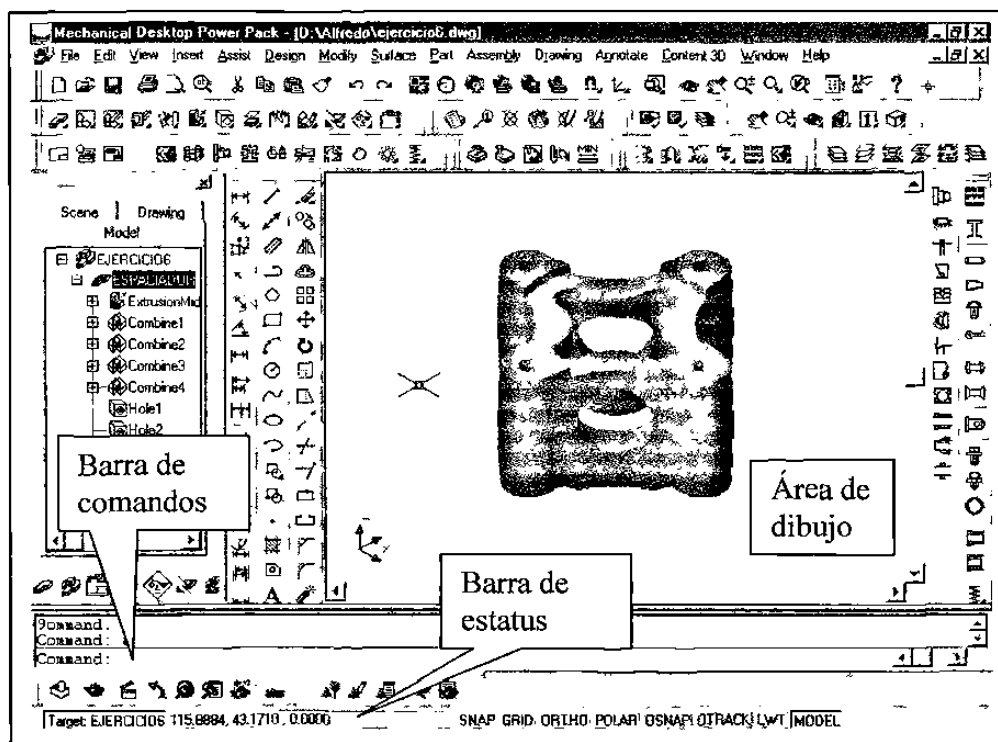 Mechanical Desktop Power Pack - [D:\Alfredo\ejercicio6.dwg]
File Edit View Insert Assist Design Modify Surface Part Assembly Drawing Annotate Content 3D Window Help
Scene Drawing
Model
EJERCICIO6
ESPACIADOR
ExtrusionMid
Combine1
Combine2
Combine3
Combine4
Hole1
Hole2
Barra de
comandos
Área de
dibujo
Barra de
estatus
Command:
Command:
Command:
Target: EJERCICIO6 115.8884, 43.1710, 0.0000 SNAP GRID ORTHO POLAR OSNAP OTRACK LWT MODEL